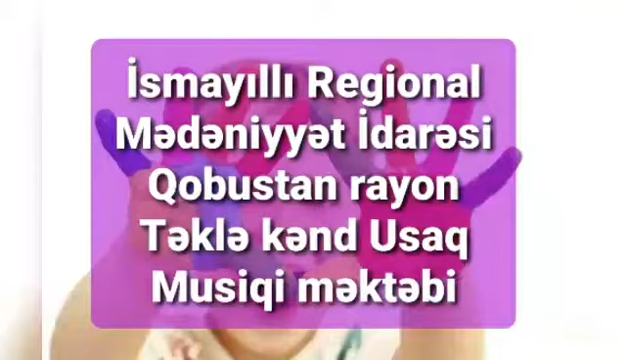 İsmayıllı Regional
Mədəniyyət İdarəsi
Qobustan rayon
Təklə kənd Usaq
Musiqi məktəbi